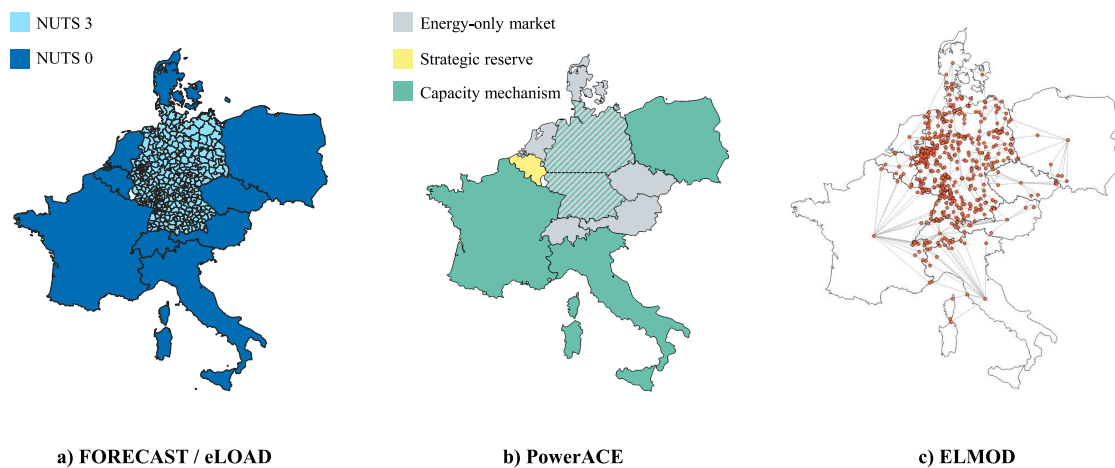 NUTS 3
NUTS 0
Energy-only market
Strategic reserve
Capacity mechanism
a) FORECAST / eLOAD
b) PowerACE
c) ELMOD